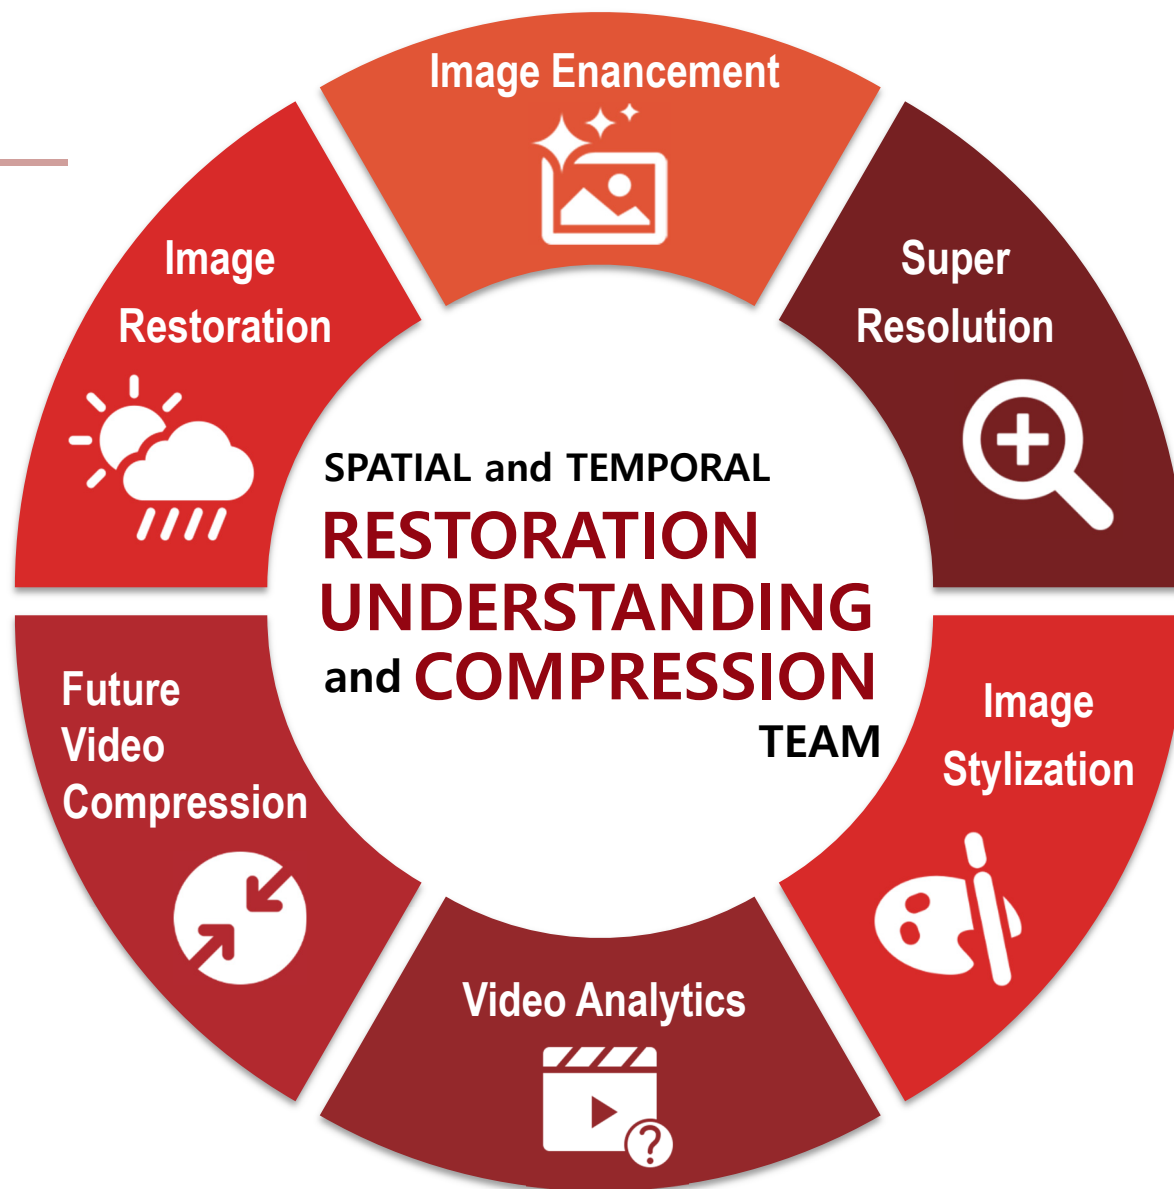 Image Enancement
Super
Resolution
Image
Stylization
Video Analytics
Future
Video
Compression
Image
Restoration
SPATIAL and TEMPORAL
RESTORATION
UNDERSTANDING
and COMPRESSION
TEAM